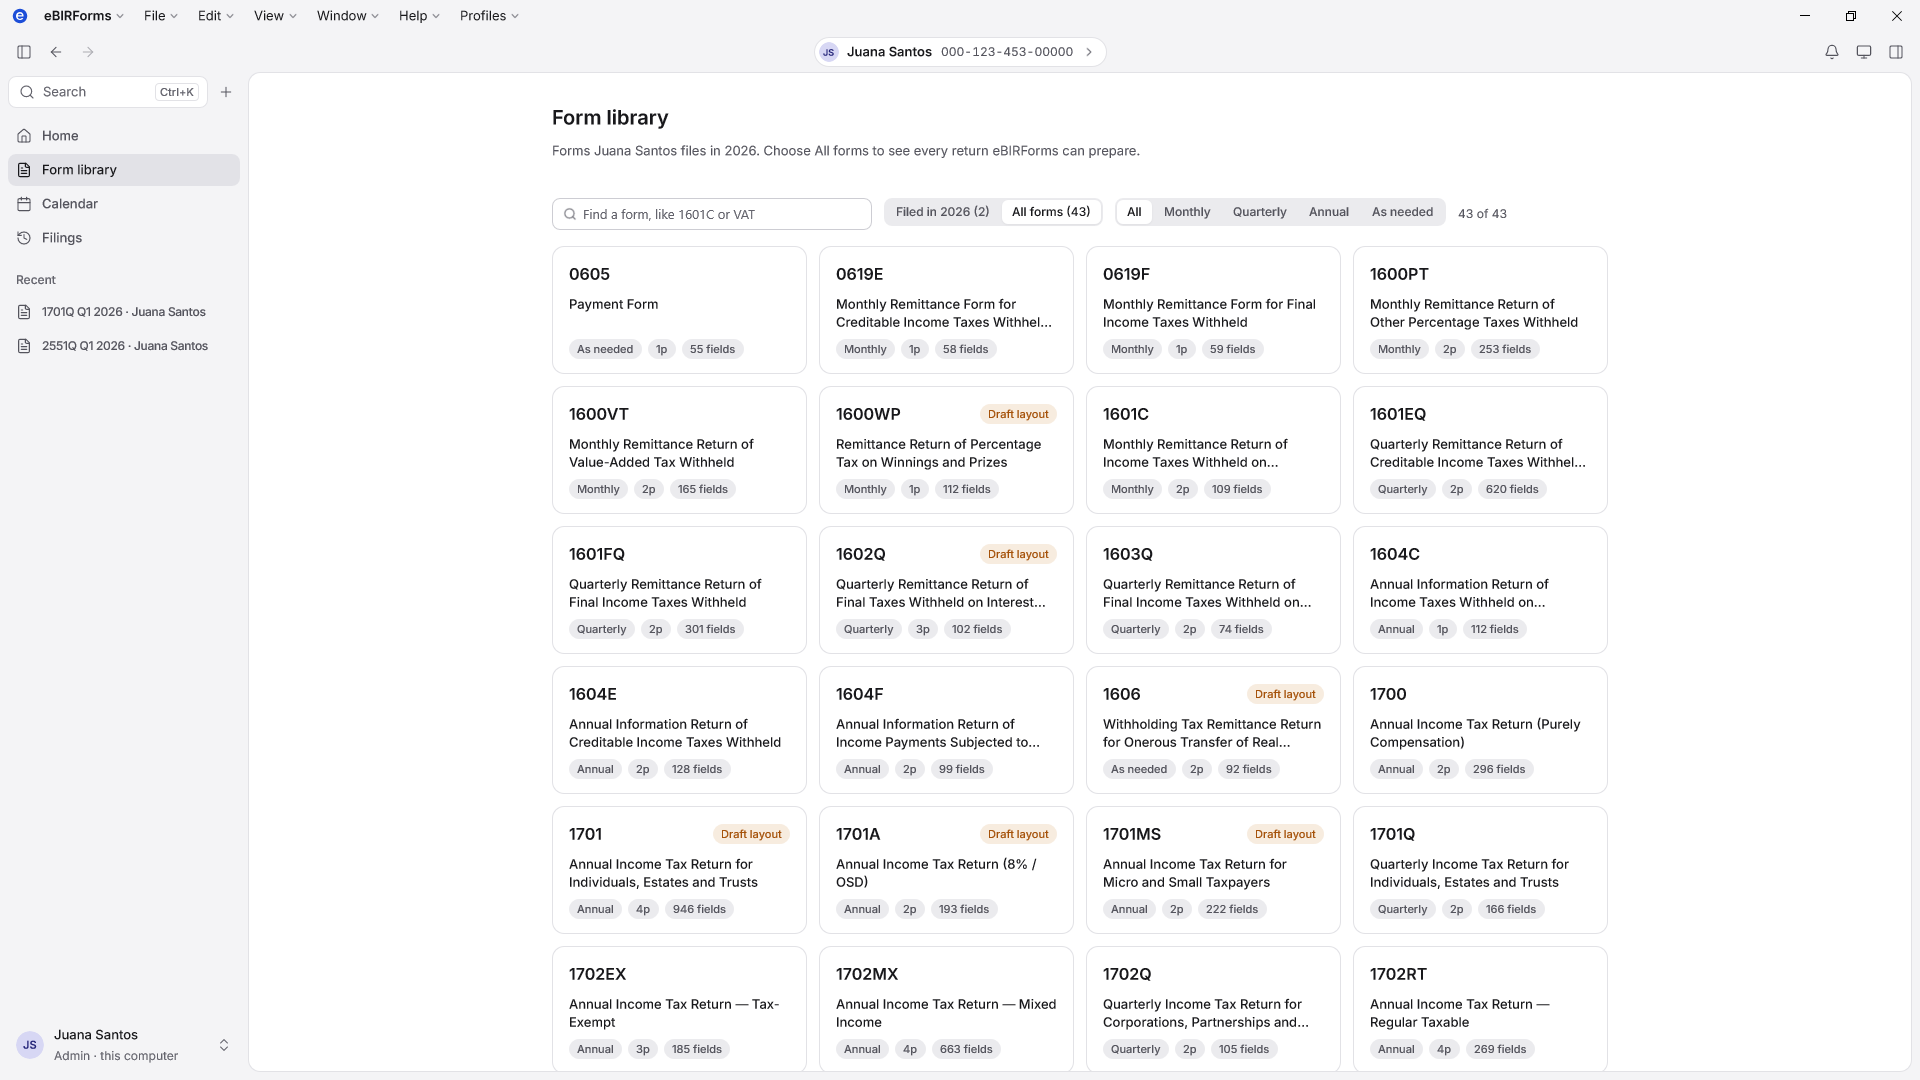 eBIRForms File Edit View Window Help Profiles
JS Juana Santos 000-123-453-00000
Search Ctrl+K
Home
Form library
Calendar
Filings
Recent
1701Q Q1 2026 · Juana Santos
2551Q Q1 2026 · Juana Santos
JS
Juana Santos
Admin · this computer
Form library
Forms Juana Santos files in 2026. Choose All forms to see every return eBIRForms can prepare.
Find a form, like 1601C or VAT
Filed in 2026 (2) All forms (43)
All Monthly Quarterly Annual As needed
43 of 43
0605
Payment Form
As needed 1p 55 fields
0619E
Monthly Remittance Form for
Creditable Income Taxes Withhel...
Monthly 1p 58 fields
0619F
Monthly Remittance Form for Final
Income Taxes Withheld
Monthly 1p 59 fields
1600PT
Monthly Remittance Return of
Other Percentage Taxes Withheld
Monthly 2p 253 fields
1600VT
Monthly Remittance Return of
Value-Added Tax Withheld
Monthly 2p 165 fields
1600WP Draft layout
Remittance Return of Percentage
Tax on Winnings and Prizes
Monthly 1p 112 fields
1601C
Monthly Remittance Return of
Income Taxes Withheld on...
Monthly 2p 109 fields
1601EQ
Quarterly Remittance Return of
Creditable Income Taxes Withhel...
Quarterly 2p 620 fields
1601FQ
Quarterly Remittance Return of
Final Income Taxes Withheld
Quarterly 2p 301 fields
1602Q Draft layout
Quarterly Remittance Return of
Final Taxes Withheld on Interest...
Quarterly 3p 102 fields
1603Q
Quarterly Remittance Return of
Final Income Taxes Withheld on...
Quarterly 2p 74 fields
1604C
Annual Information Return of
Income Taxes Withheld on...
Annual 1p 112 fields
1604E
Annual Information Return of
Creditable Income Taxes Withheld
Annual 2p 128 fields
1604F
Annual Information Return of
Income Payments Subjected to...
Annual 2p 99 fields
1606 Draft layout
Withholding Tax Remittance Return
for Onerous Transfer of Real...
As needed 2p 92 fields
1700
Annual Income Tax Return (Purely
Compensation)
Annual 2p 296 fields
1701 Draft layout
Annual Income Tax Return for
Individuals, Estates and Trusts
Annual 4p 946 fields
1701A Draft layout
Annual Income Tax Return (8% /
OSD)
Annual 2p 193 fields
1701MS Draft layout
Annual Income Tax Return for
Micro and Small Taxpayers
Annual 2p 222 fields
1701Q
Quarterly Income Tax Return for
Individuals, Estates and Trusts
Quarterly 2p 166 fields
1702EX
Annual Income Tax Return — Tax-
Exempt
Annual 3p 185 fields
1702MX
Annual Income Tax Return — Mixed
Income
Annual 4p 663 fields
1702Q
Quarterly Income Tax Return for
Corporations, Partnerships and...
Quarterly 2p 105 fields
1702RT
Annual Income Tax Return —
Regular Taxable
Annual 4p 269 fields